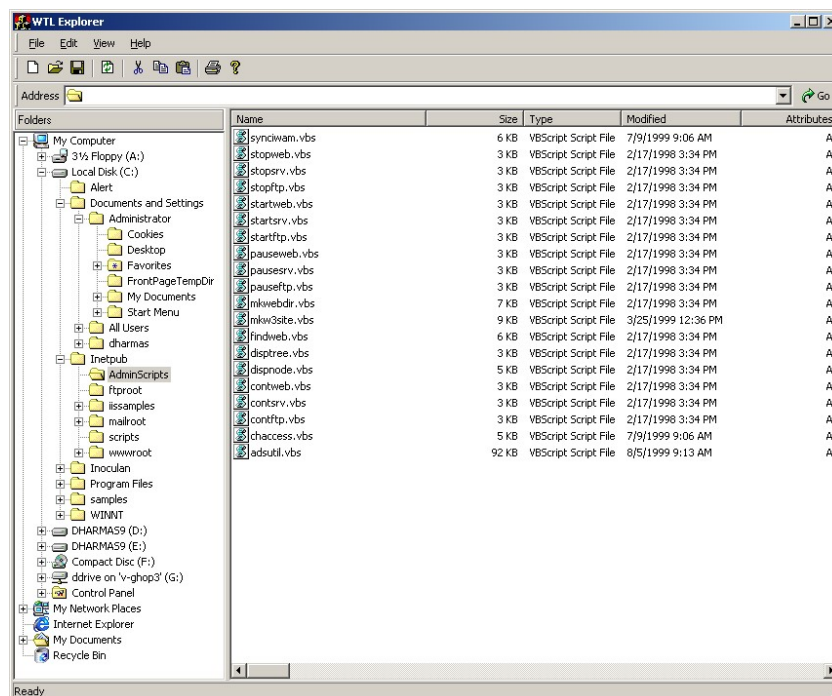 WTL Explorer
File Edit View Help
Address Go
Folders
My Computer
3½ Floppy (A:)
Local Disk (C:)
Alert
Documents and Settings
Administrator
Cookies
Desktop
Favorites
FrontPageTempDir
My Documents
Start Menu
All Users
dharmas
Inetpub
AdminScripts
ftproot
iissamples
mailroot
scripts
wwwroot
Inoculan
Program Files
samples
WINNT
DHARMAS9 (D:)
DHARMAS9 (E:)
Compact Disc (F:)
ddrive on 'v-ghop3' (G:)
Control Panel
My Network Places
Internet Explorer
My Documents
Recycle Bin
Name Size Type Modified Attributes
synciwam.vbs 6 KB VBScript Script File 7/9/1999 9:06 AM A
stopweb.vbs 3 KB VBScript Script File 2/17/1998 3:34 PM A
stopsrv.vbs 3 KB VBScript Script File 2/17/1998 3:34 PM A
stopftp.vbs 3 KB VBScript Script File 2/17/1998 3:34 PM A
startweb.vbs 3 KB VBScript Script File 2/17/1998 3:34 PM A
startsrv.vbs 3 KB VBScript Script File 2/17/1998 3:34 PM A
startftp.vbs 3 KB VBScript Script File 2/17/1998 3:34 PM A
pauseweb.vbs 3 KB VBScript Script File 2/17/1998 3:34 PM A
pausesrv.vbs 3 KB VBScript Script File 2/17/1998 3:34 PM A
pauseftp.vbs 3 KB VBScript Script File 2/17/1998 3:34 PM A
mkwebdir.vbs 7 KB VBScript Script File 2/17/1998 3:34 PM A
mkw3site.vbs 9 KB VBScript Script File 3/25/1999 12:36 PM A
findweb.vbs 6 KB VBScript Script File 2/17/1998 3:34 PM A
disptree.vbs 3 KB VBScript Script File 2/17/1998 3:34 PM A
dispnode.vbs 5 KB VBScript Script File 2/17/1998 3:34 PM A
contweb.vbs 3 KB VBScript Script File 2/17/1998 3:34 PM A
contsrv.vbs 3 KB VBScript Script File 2/17/1998 3:34 PM A
contftp.vbs 3 KB VBScript Script File 2/17/1998 3:34 PM A
chaccess.vbs 5 KB VBScript Script File 7/9/1999 9:06 AM A
adsutil.vbs 92 KB VBScript Script File 8/5/1999 9:13 AM A
Ready